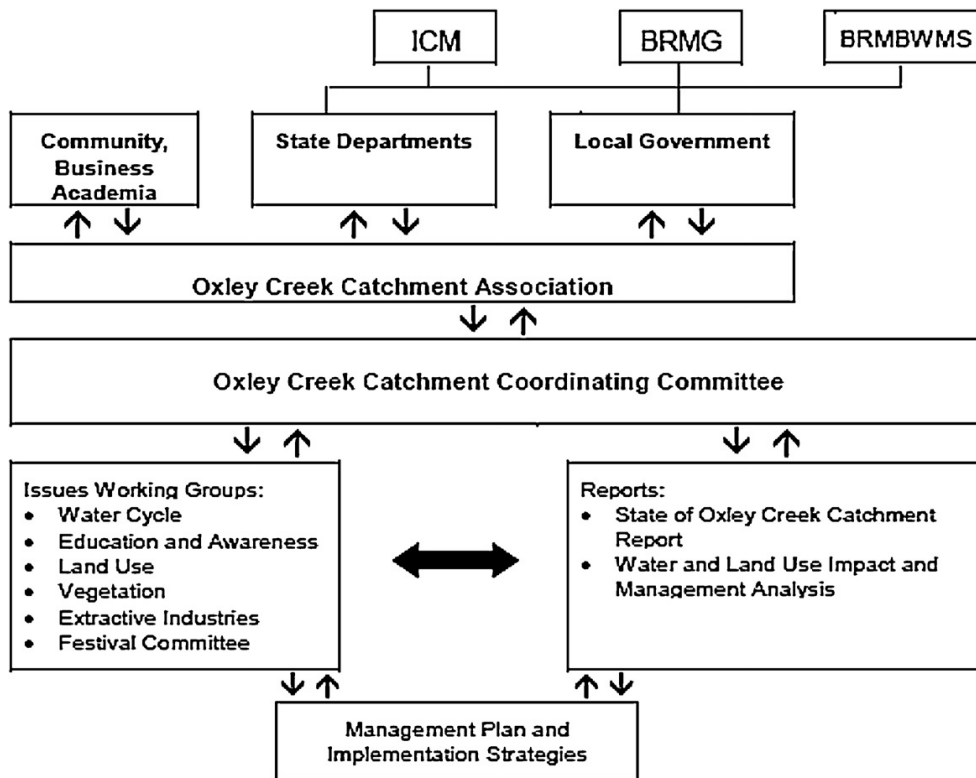 ICM
BRMG
BRMBWMS
Community,
Business
Academia
State Departments
Local Government
Oxley Creek Catchment Association
Oxley Creek Catchment Coordinating Committee
Issues Working Groups:
• Water Cycle
• Education and Awareness
• Land Use
• Vegetation
• Extractive Industries
• Festival Committee
Reports:
• State of Oxley Creek Catchment
Report
• Water and Land Use Impact and
Management Analysis
Management Plan and
Implementation Strategies